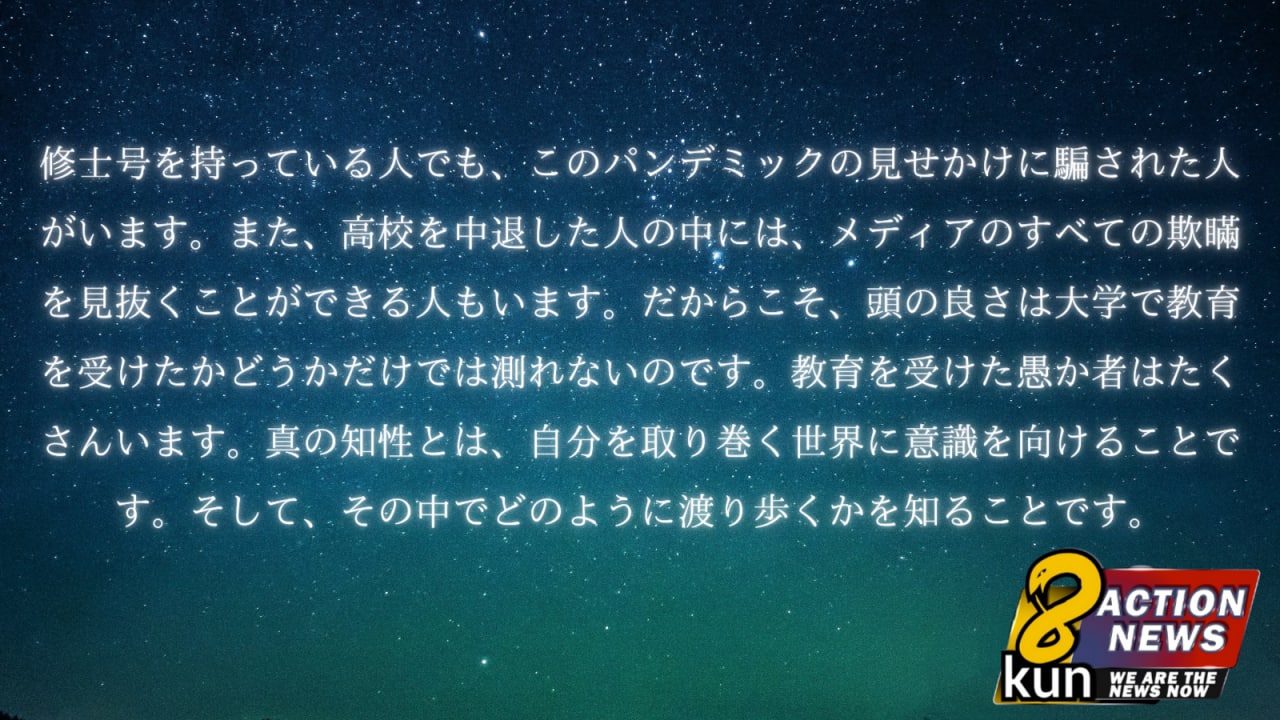 修士号を持っている人でも、このパンデミックの見せかけに騙された人
がいます。また、高校を中退した人の中には、メディアのすべての欺瞞
を見抜くことができる人もいます。だからこそ、頭の良さは大学で教育
を受けたかどうかだけでは測れないのです。教育を受けた愚か者はたく
さんいます。真の知性とは、自分を取り巻く世界に意識を向けることで
す。そして、その中でどのように渡り歩くかを知ることです。
8
kun
ACTION
NEWS
WE ARE THE
NEWS NOW